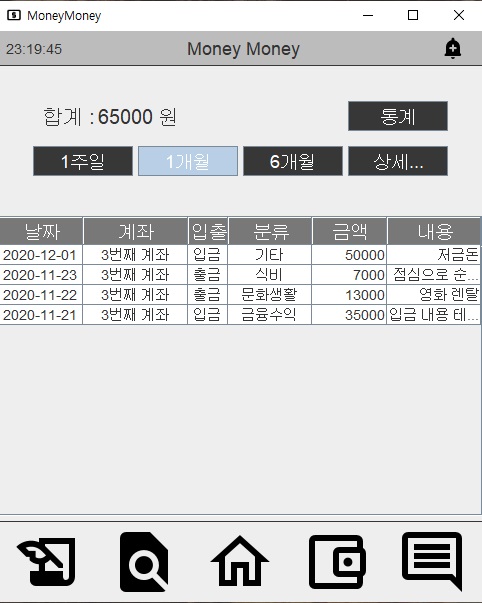 MoneyMoney
23:19:45 Money Money
합계 : 65000 원
통계
1주일 1개월 6개월 상세...
날짜 계좌 입출 분류 금액 내용
2020-12-01 3번째 계좌 입금 기타 50000 저금돈
2020-11-23 3번째 계좌 출금 식비 7000 점심으로 순...
2020-11-22 3번째 계좌 출금 문화생활 13000 영화 렌탈
2020-11-21 3번째 계좌 입금 금융수익 35000 입금 내용 테...